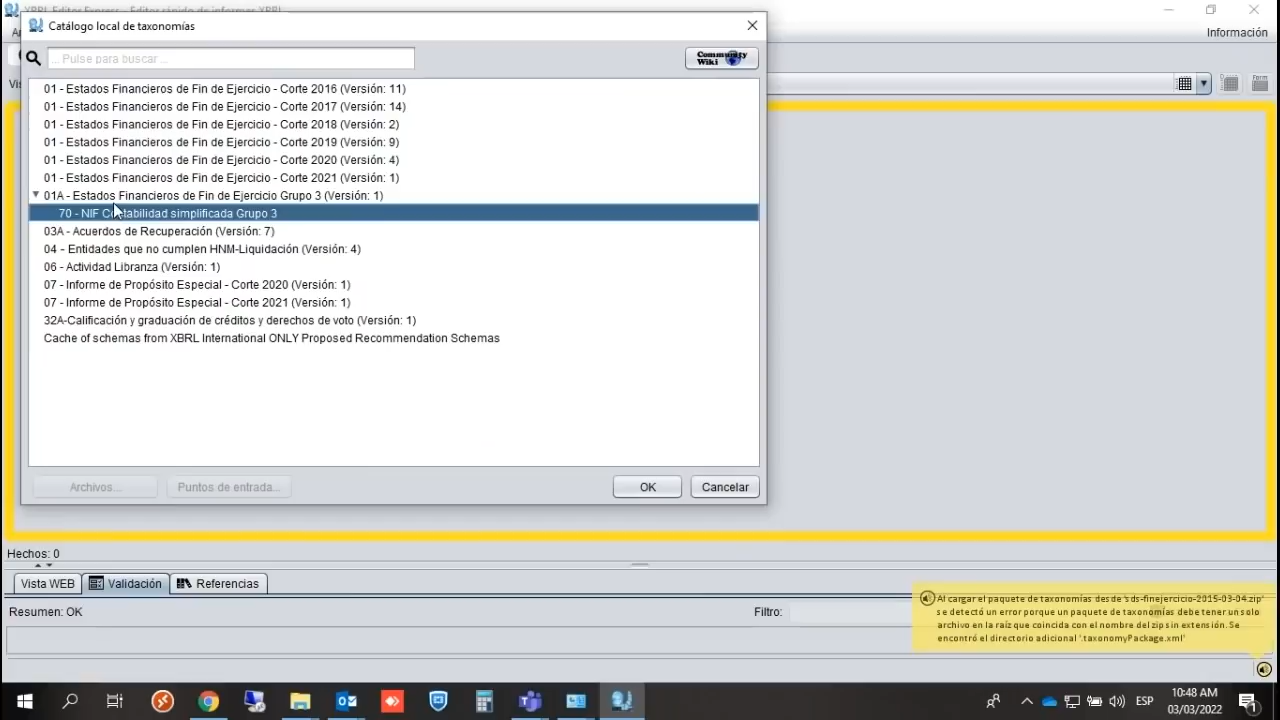 XBRL Editor Express - Editor rápido de informes XBRL
Catálogo local de taxonomías
Información
... Pulse para buscar ...
Community
Wiki
01 - Estados Financieros de Fin de Ejercicio - Corte 2016 (Versión: 11)
01 - Estados Financieros de Fin de Ejercicio - Corte 2017 (Versión: 14)
01 - Estados Financieros de Fin de Ejercicio - Corte 2018 (Versión: 2)
01 - Estados Financieros de Fin de Ejercicio - Corte 2019 (Versión: 9)
01 - Estados Financieros de Fin de Ejercicio - Corte 2020 (Versión: 4)
01 - Estados Financieros de Fin de Ejercicio - Corte 2021 (Versión: 1)
01A - Estados Financieros de Fin de Ejercicio Grupo 3 (Versión: 1)
70 - NIF Contabilidad simplificada Grupo 3
03A - Acuerdos de Recuperación (Versión: 7)
04 - Entidades que no cumplen HNM-Liquidación (Versión: 4)
06 - Actividad Libranza (Versión: 1)
07 - Informe de Propósito Especial - Corte 2020 (Versión: 1)
07 - Informe de Propósito Especial - Corte 2021 (Versión: 1)
32A-Calificación y graduación de créditos y derechos de voto (Versión: 1)
Cache of schemas from XBRL International ONLY Proposed Recommendation Schemas
Archivos... Puntos de entrada... OK Cancelar
Hechos: 0
Vista WEB Validación Referencias
Resumen: OK Filtro:
Al cargar el paquete de taxonomías desde 'sds-finejercicio-2015-03-04.zip'
se detectó un error porque un paquete de taxonomías debe tener un solo
archivo en la raíz que coincida con el nombre del zip sin extensión. Se
encontró el directorio adicional '.taxonomyPackage.xml'
ESP
10:48 AM
03/03/2022
1